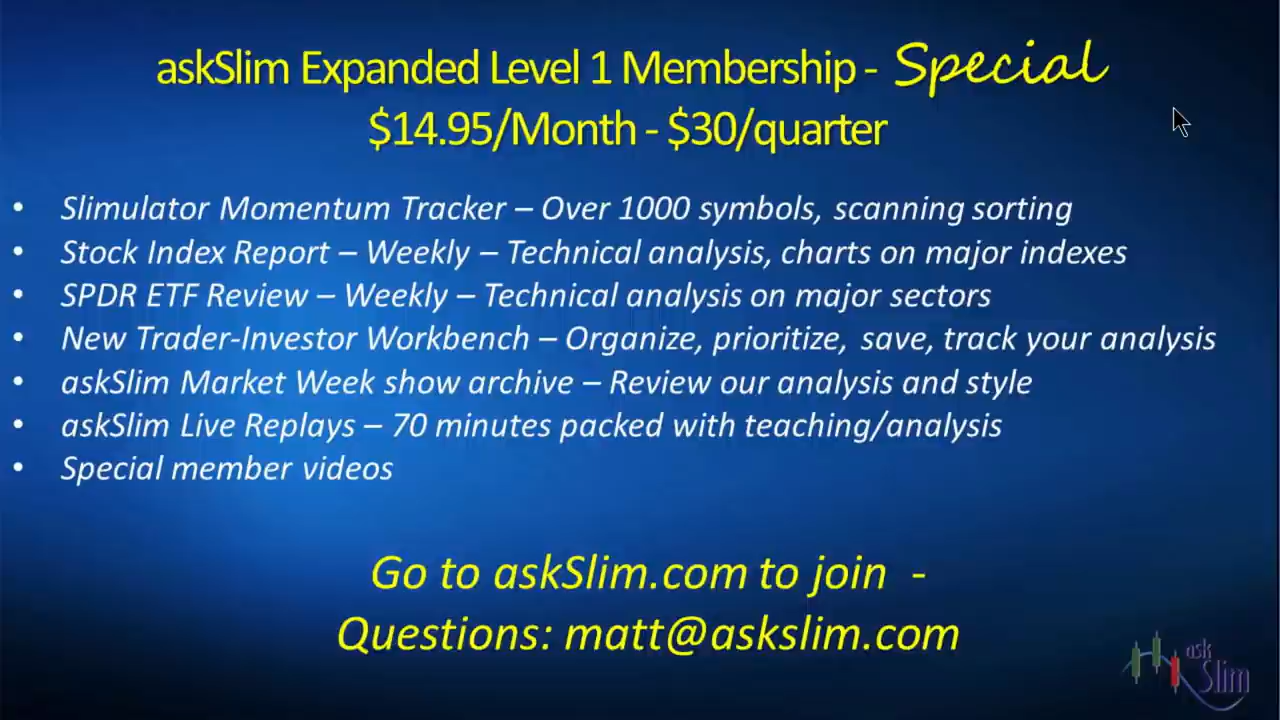 askSlim Expanded Level 1 Membership - Special
$14.95/Month - $30/quarter
• Slimulator Momentum Tracker – Over 1000 symbols, scanning sorting
• Stock Index Report – Weekly – Technical analysis, charts on major indexes
• SPDR ETF Review – Weekly – Technical analysis on major sectors
• New Trader-Investor Workbench – Organize, prioritize, save, track your analysis
• askSlim Market Week show archive – Review our analysis and style
• askSlim Live Replays – 70 minutes packed with teaching/analysis
• Special member videos
Go to askSlim.com to join -
Questions: matt@askslim.com
ask
Slim